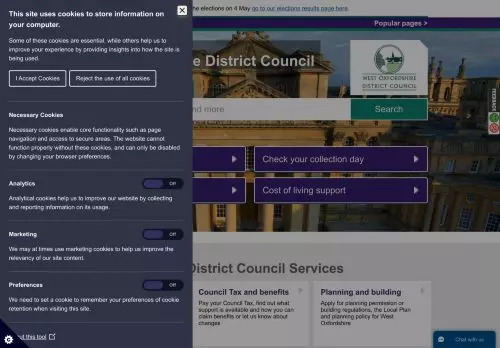 This site uses cookies to store information on
your computer.
Some of these cookies are essential, while others help us to
improve your experience by providing insights into how the site is
being used.
I Accept Cookies
Reject the use of all cookies
Necessary Cookies
Necessary cookies enable core functionality such as page
navigation and access to secure areas. The website cannot
function properly without these cookies, and can only be disabled
by changing your browser preferences.
Analytics
Off
Analytical cookies help us to improve our website by collecting
and reporting information on its usage.
Marketing
Off
We may at times use marketing cookies to help us improve the
relevancy of our site content.
Preferences
Off
We need to set a cookie to remember your preferences of cookie
retention when visiting this site.
this tool
the elections on 4 May go to our elections results page here.
Popular pages >
e District Council
WEST OXFORDSHIRE
DISTRICT COUNCIL
nd more
Search
Check your collection day
Cost of living support
District Council Services
Council Tax and benefits
Pay your Council Tax, find out what
support is available and how you can
claim benefits or let us know about
changes
Planning and building
Apply for planning permission or
building regulations, the Local Plan
and planning policy for West
Oxfordshire
Chat with us